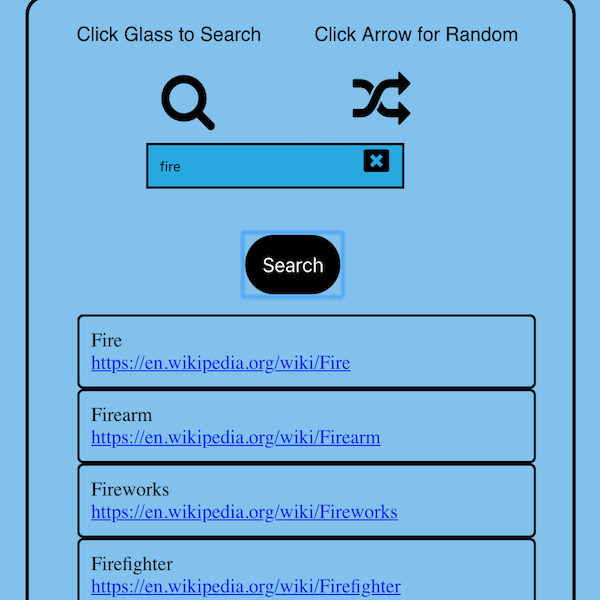 Click Glass to Search
Click Arrow for Random
fire
Search
Fire
https://en.wikipedia.org/wiki/Fire
Firearm
https://en.wikipedia.org/wiki/Firearm
Fireworks
https://en.wikipedia.org/wiki/Fireworks
Firefighter
https://en.wikipedia.org/wiki/Firefighter